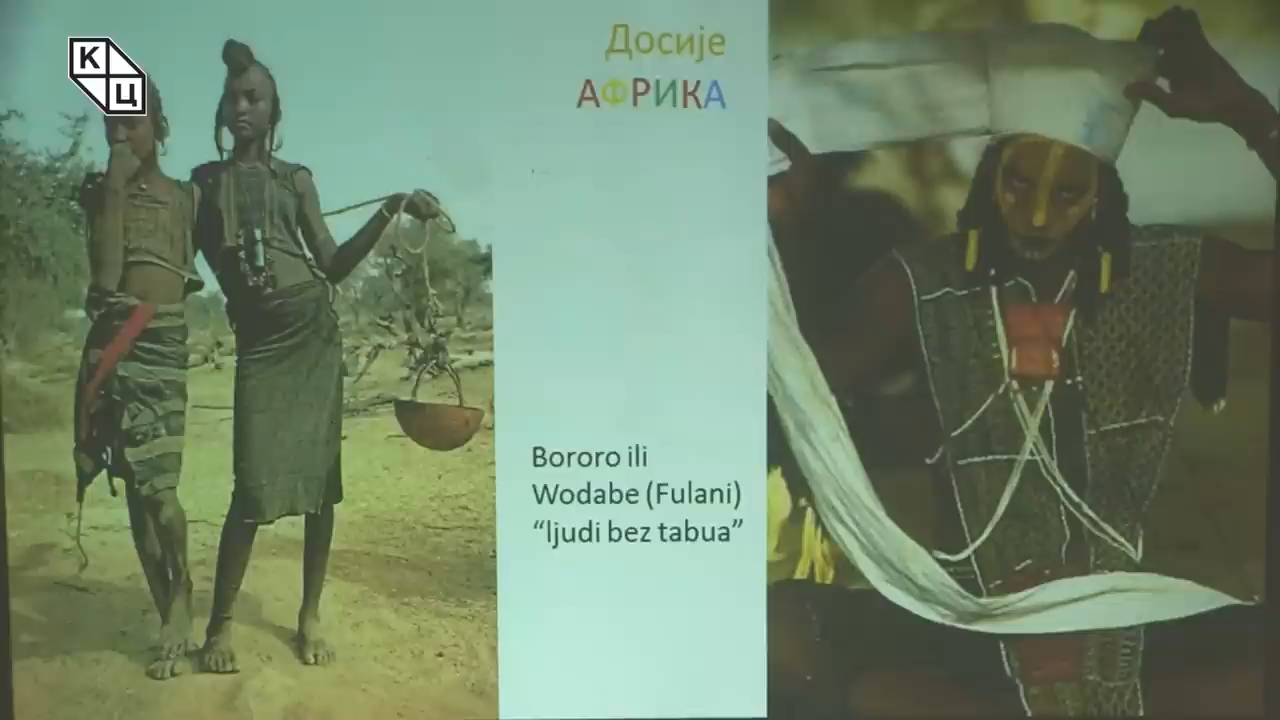 К
Ц
Досије
АФРИКА
Bororo ili
Wodabe (Fulani)
“ljudi bez tabua”